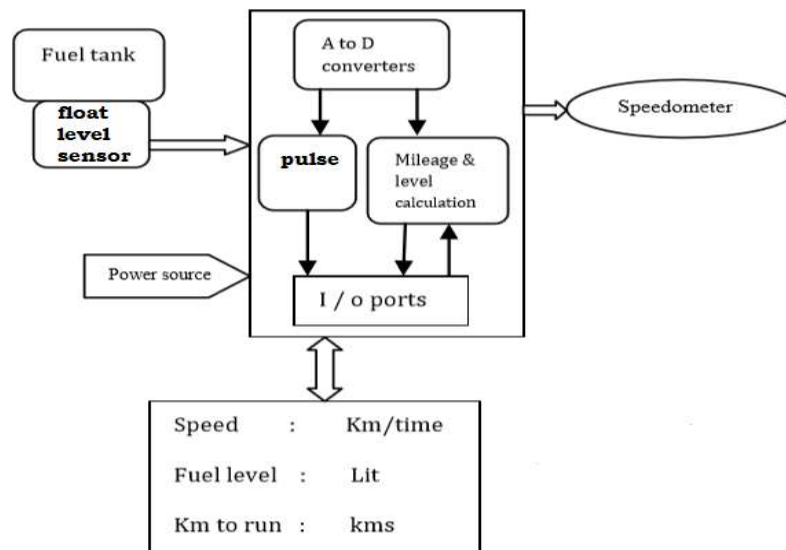 Fuel tank
float
level
sensor
A to D
converters
Speedometer
pulse
Mileage &
level
calculation
Power source
I / o ports
Speed : Km/time
Fuel level : Lit
Km to run : kms